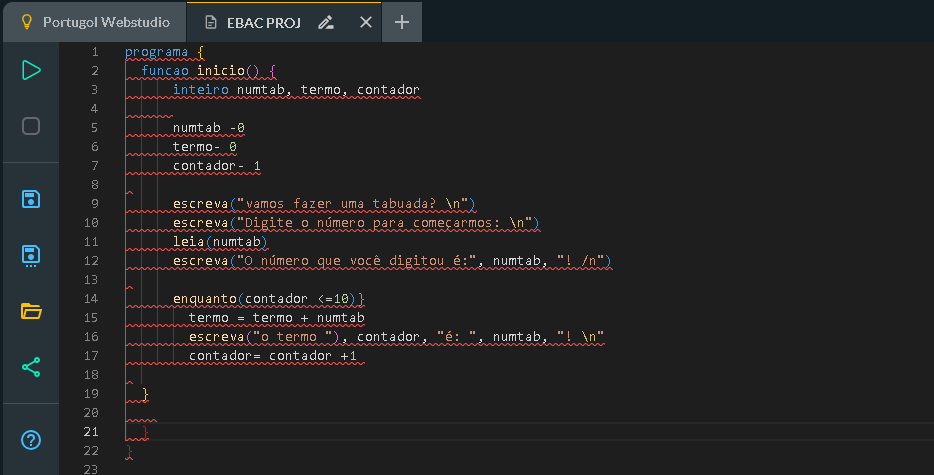 Portugol Webstudio
EBAC PROJ
1 programa {
2 funcao inicio() {
3 inteiro numtab, termo, contador
4
5 numtab -0
6 termo- 0
7 contador- 1
8
9 escreva("vamos fazer uma tabuada? \n")
10 escreva("Digite o número para começarmos: \n")
11 leia(numtab)
12 escreva("O número que você digitou é:", numtab, "! /n")
13
14 enquanto(contador <=10)}
15 termo = termo + numtab
16 escreva("o termo "), contador, "é: ", numtab, "! \n"
17 contador= contador +1
18
19 }
20
21 }
22 }
23